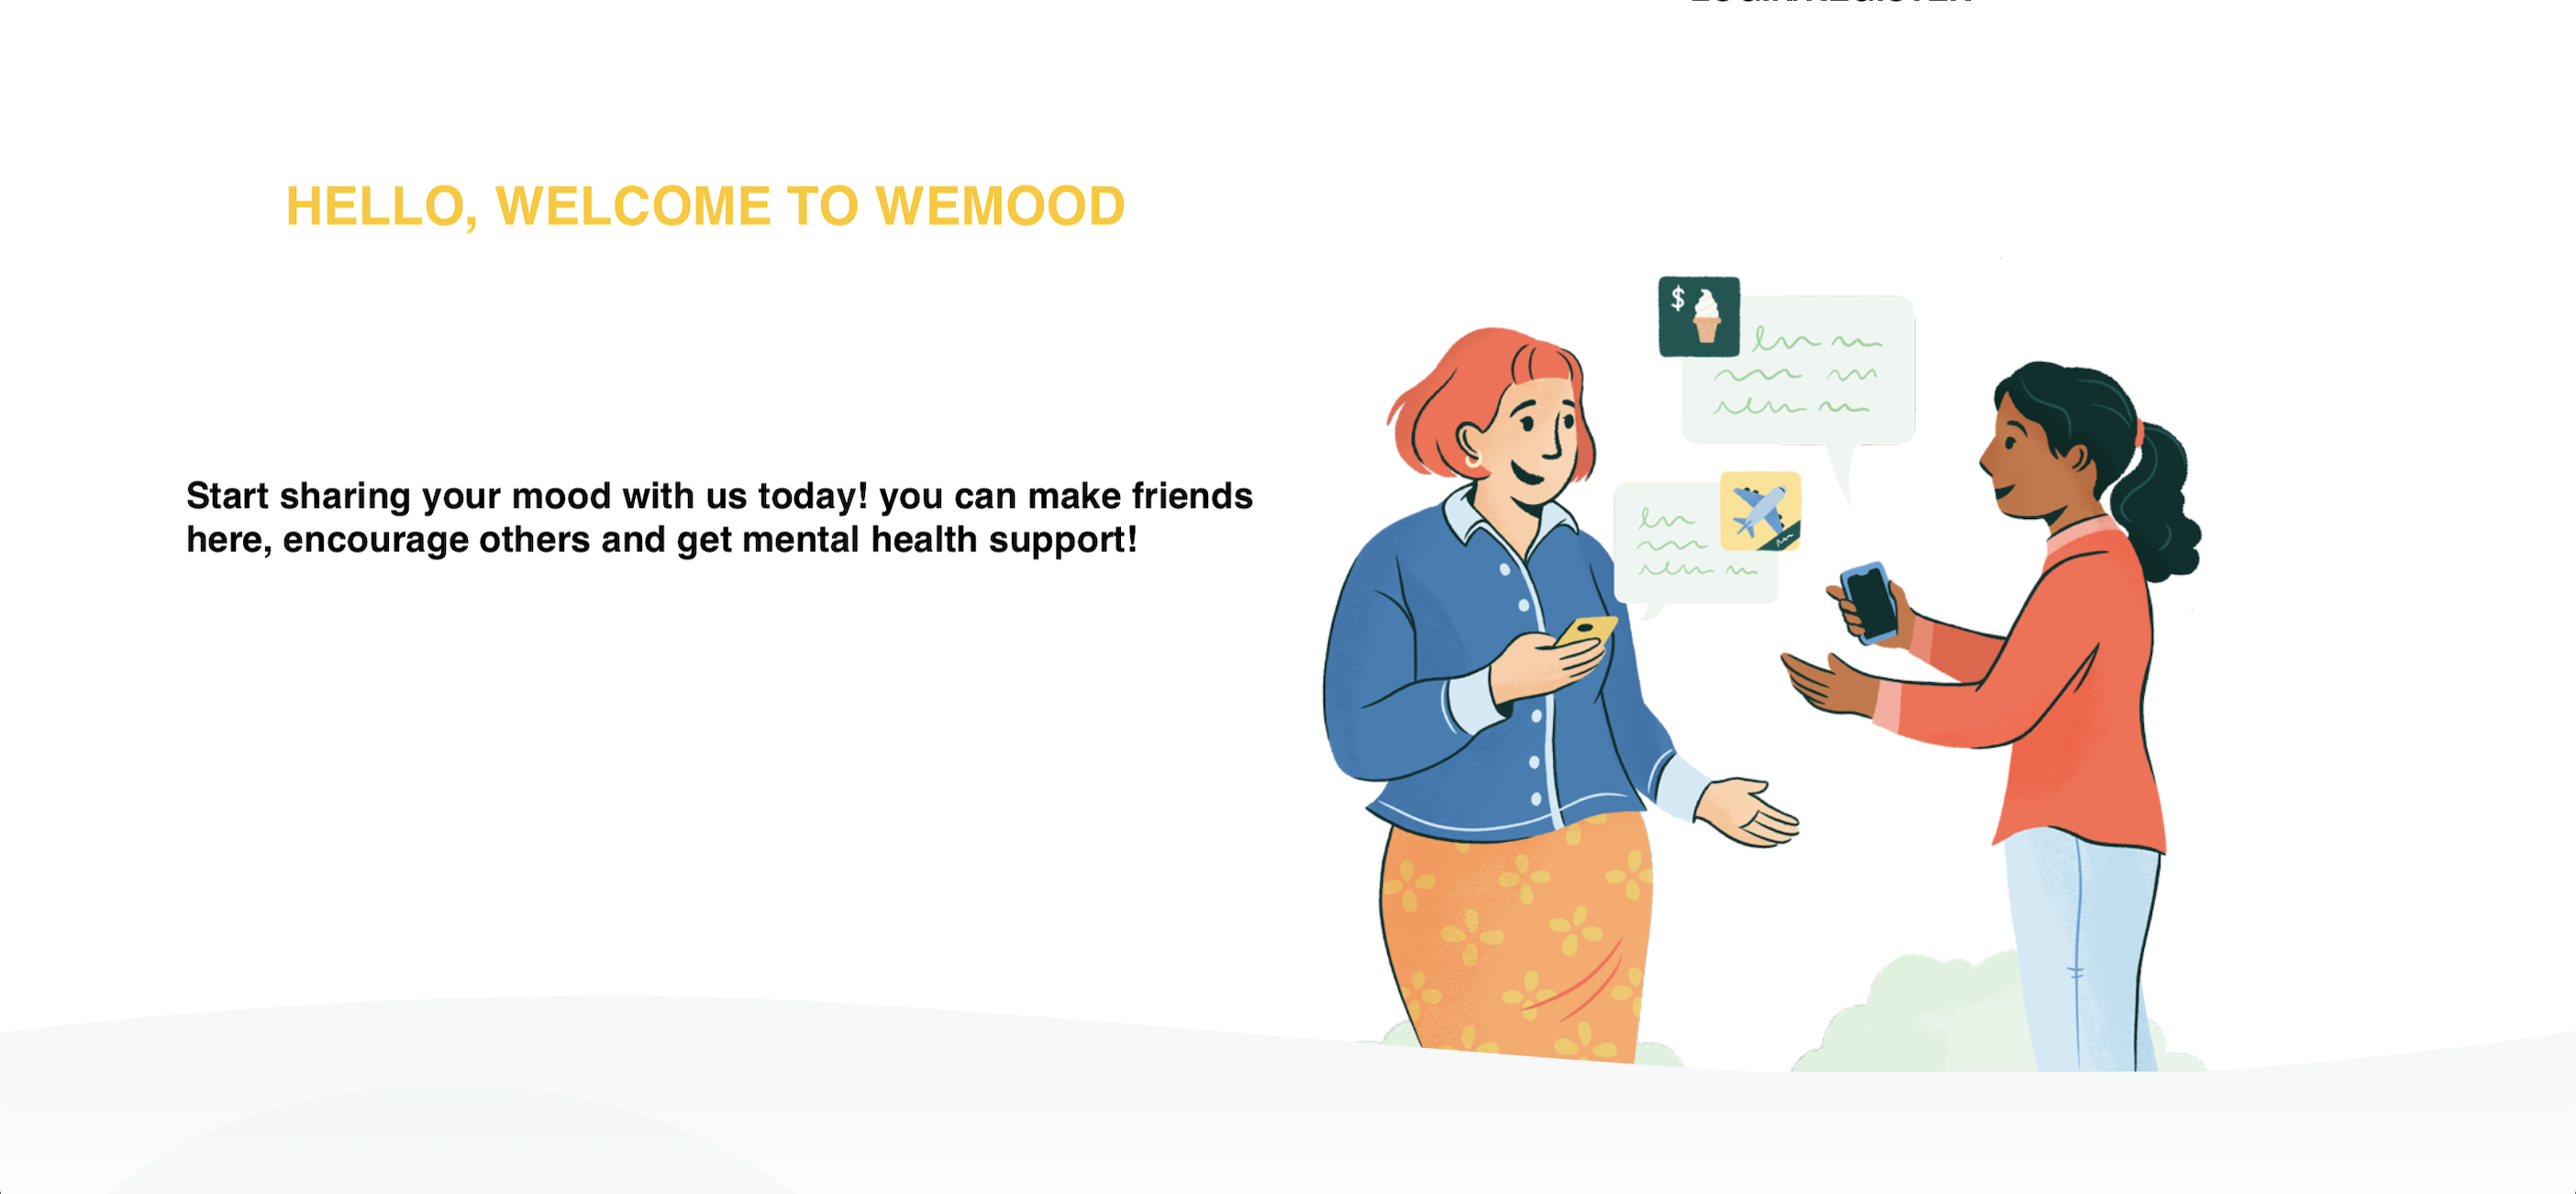 HELLO, WELCOME TO WEMOOD
$
Start sharing your mood with us today! you can make friends
here, encourage others and get mental health support!